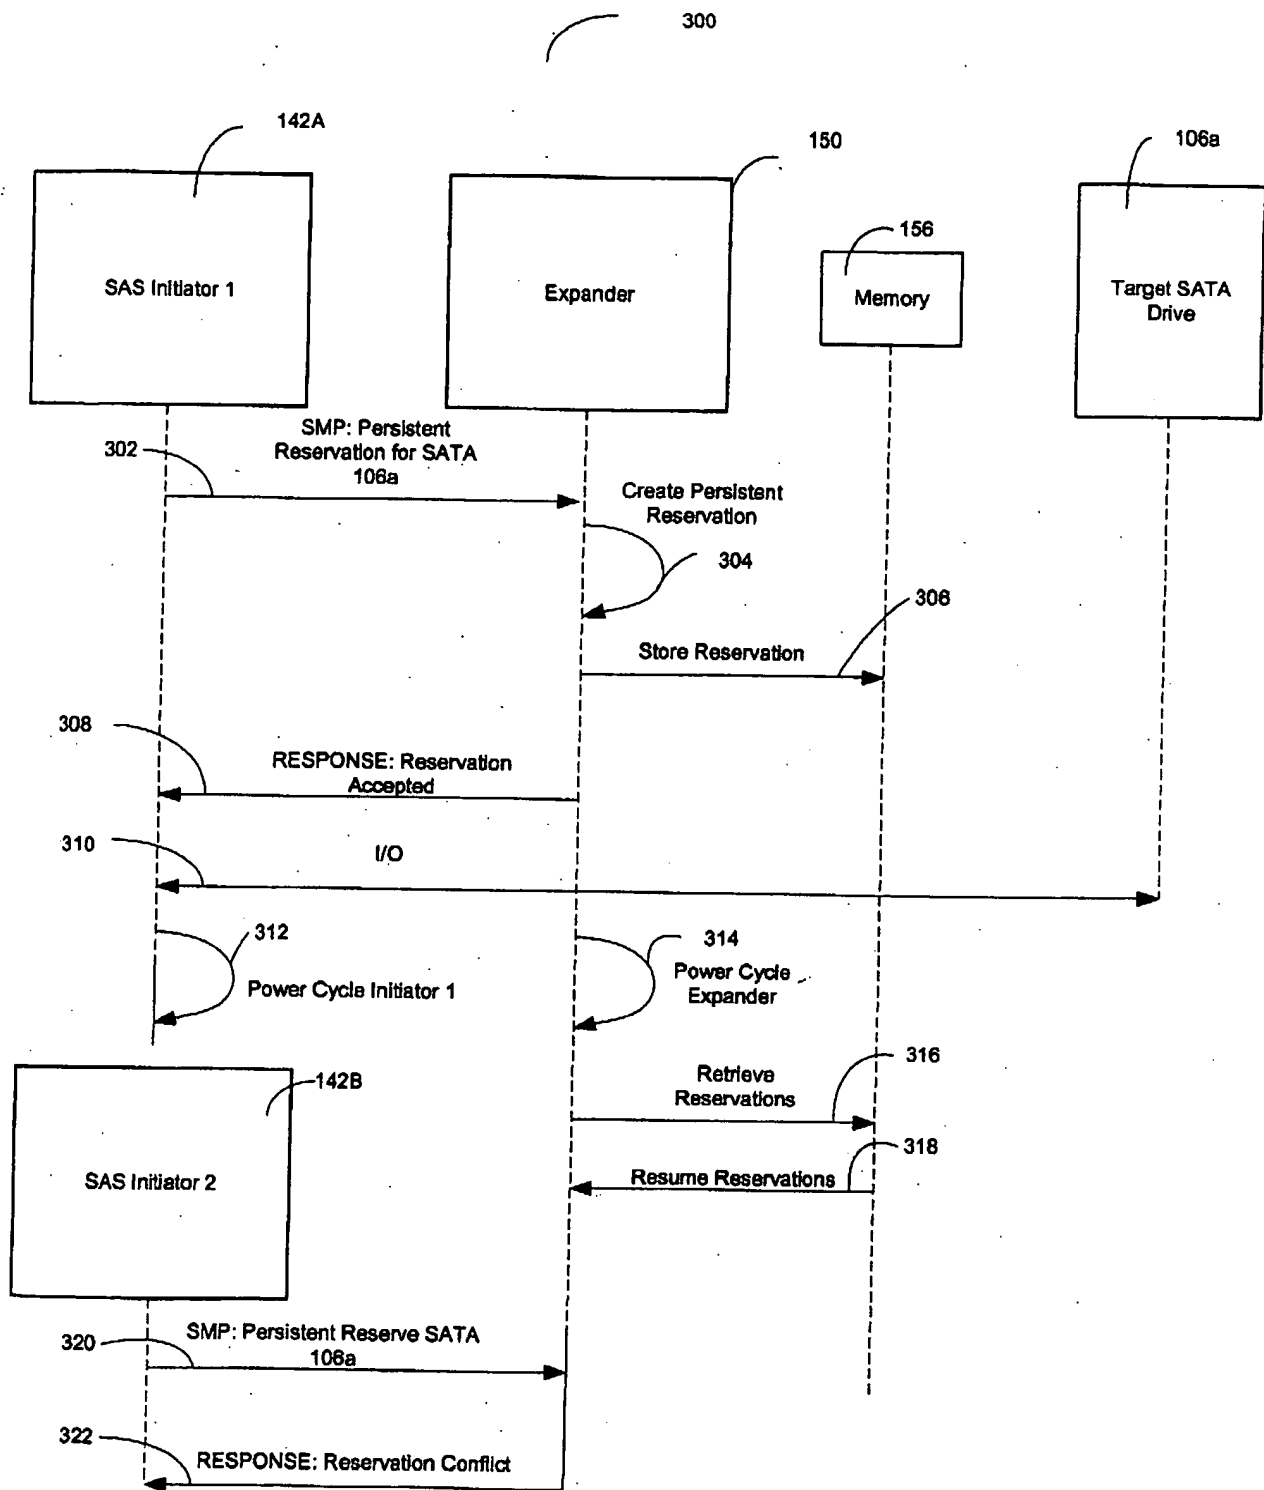 300
142A
150
106a
156
SAS Initiator 1
Expander
Memory
Target SATA
Drive
SMP: Persistent
Reservation for SATA
106a
302
Create Persistent
Reservation
304
306
Store Reservation
308
RESPONSE: Reservation
Accepted
310
I/O
312
Power Cycle Initiator 1
314
Power Cycle
Expander
316
Retrieve
Reservations
142B
318
Resume Reservations
SAS Initiator 2
SMP: Persistent Reserve SATA
106a
320
322
RESPONSE: Reservation Conflict